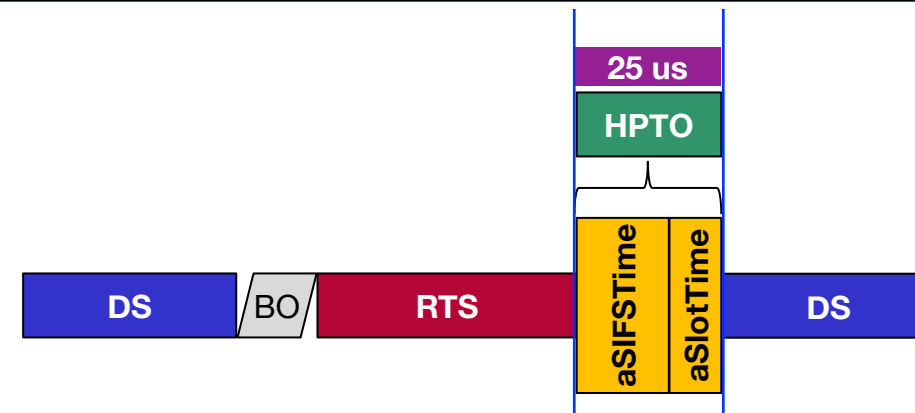 25 us
HPTO
DS
BO
RTS
aSIFSTime
aSlotTime
DS